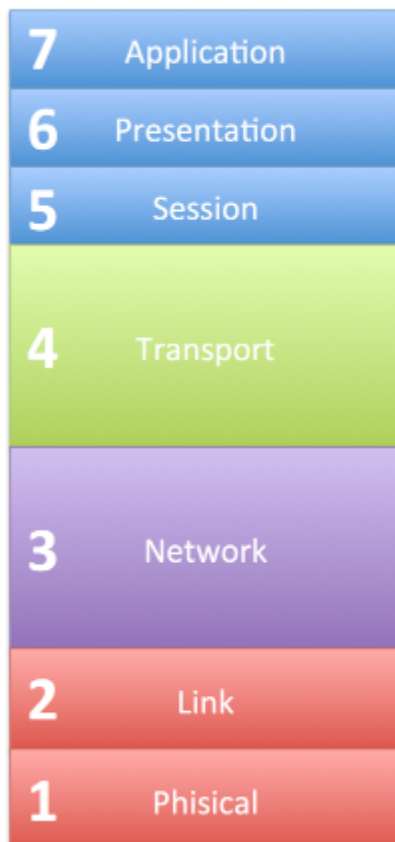 7 Application
6 Presentation
5 Session
4 Transport
3 Network
2 Link
1 Phisical